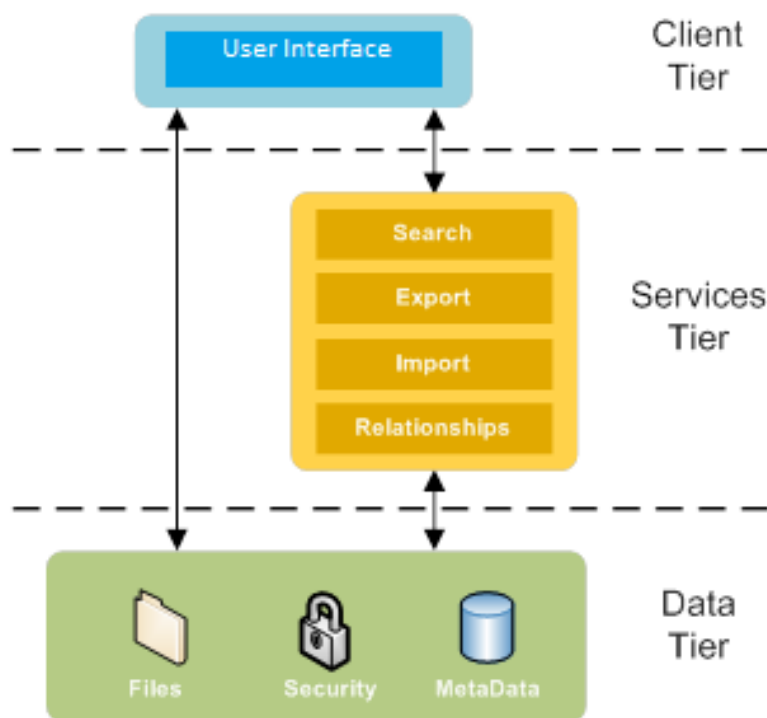 User Interface
Client
Tier
Search
Export
Import
Relationships
Services
Tier
Files
Security
MetaData
Data
Tier